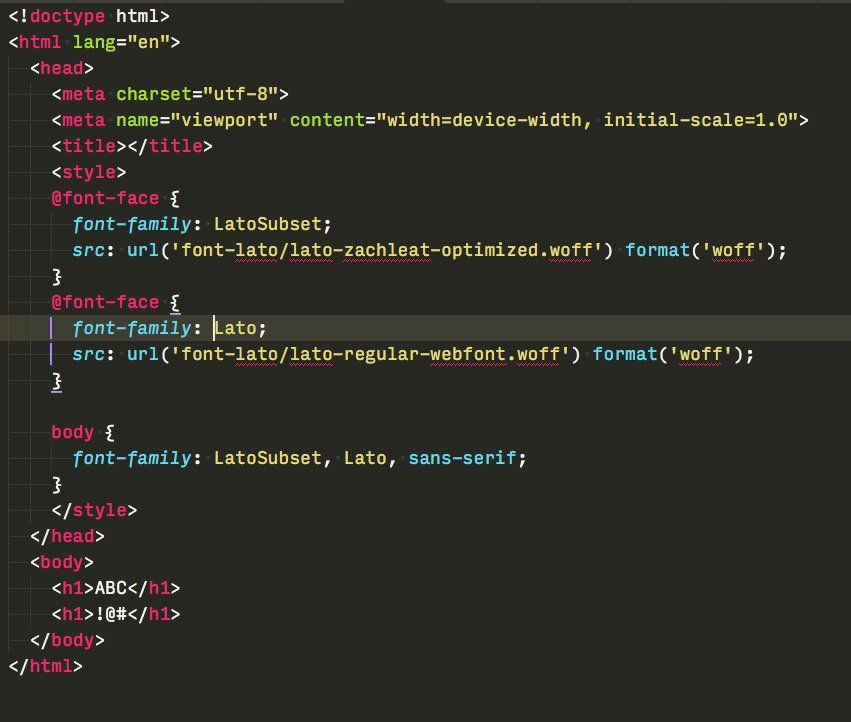 <!doctype html>
<html lang="en">
<head>
<meta charset="utf-8">
<meta name="viewport" content="width=device-width, initial-scale=1.0">
<title></title>
<style>
@font-face {
font-family: LatoSubset;
src: url('font-lato/lato-zachleat-optimized.woff') format('woff');
}
@font-face {
font-family: Lato;
src: url('font-lato/lato-regular-webfont.woff') format('woff');
}
body {
font-family: LatoSubset, Lato, sans-serif;
}
</style>
</head>
<body>
<h1>ABC</h1>
<h1>!@#</h1>
</body>
</html>